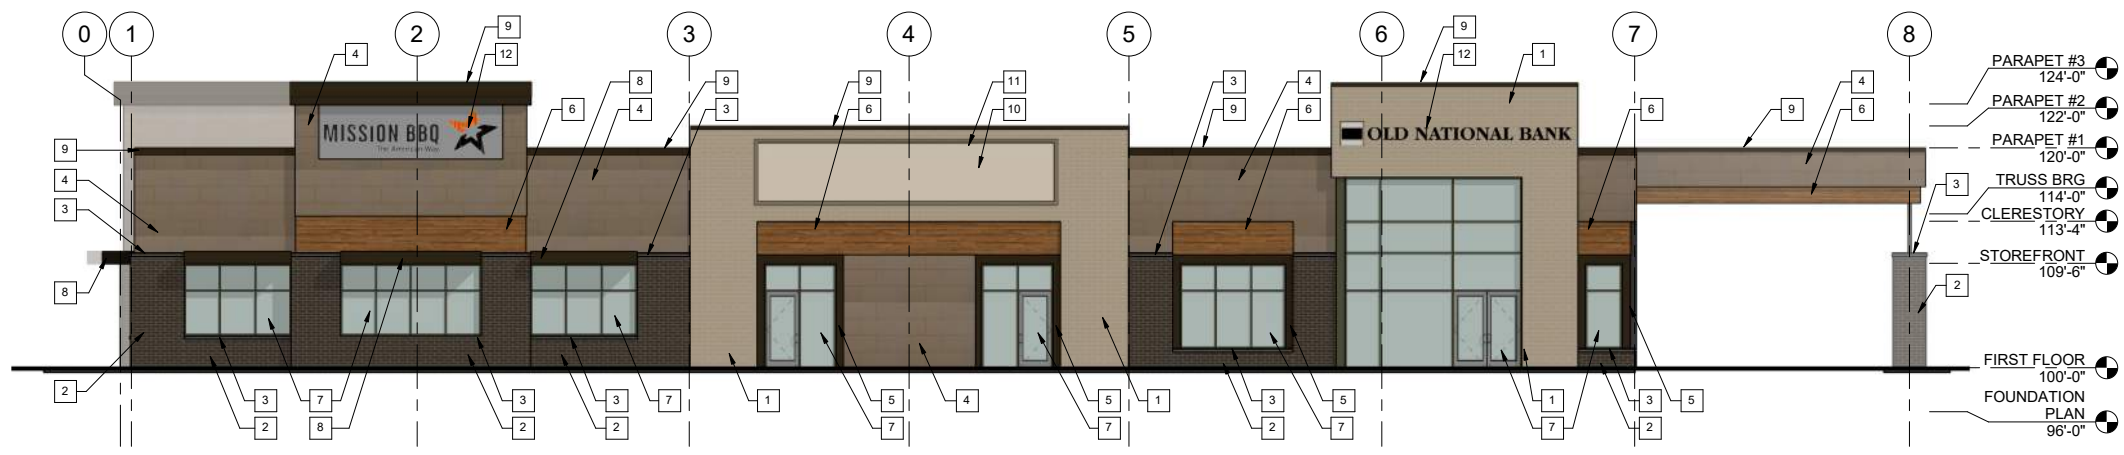 0 1 2 3 4 5 6 7 8
9 9 9
4 12 12 1
8 9 9 11 3 4 9 4
6 4 3 6 10 9 6 6 6
MISSION BBQ
The American Way
OLD NATIONAL BANK
9
4
3
3
8
2
2
2 3 7 3 3 7 1 5 4 5 1 3 5 1 3 5
2 8 2 2 7 7 2 7 7 2
PARAPET #3
124'-0"
PARAPET #2
122'-0"
PARAPET #1
120'-0"
TRUSS BRG
114'-0"
CLERESTORY
113'-4"
STOREFRONT
109'-6"
FIRST FLOOR
100'-0"
FOUNDATION
PLAN
96'-0"